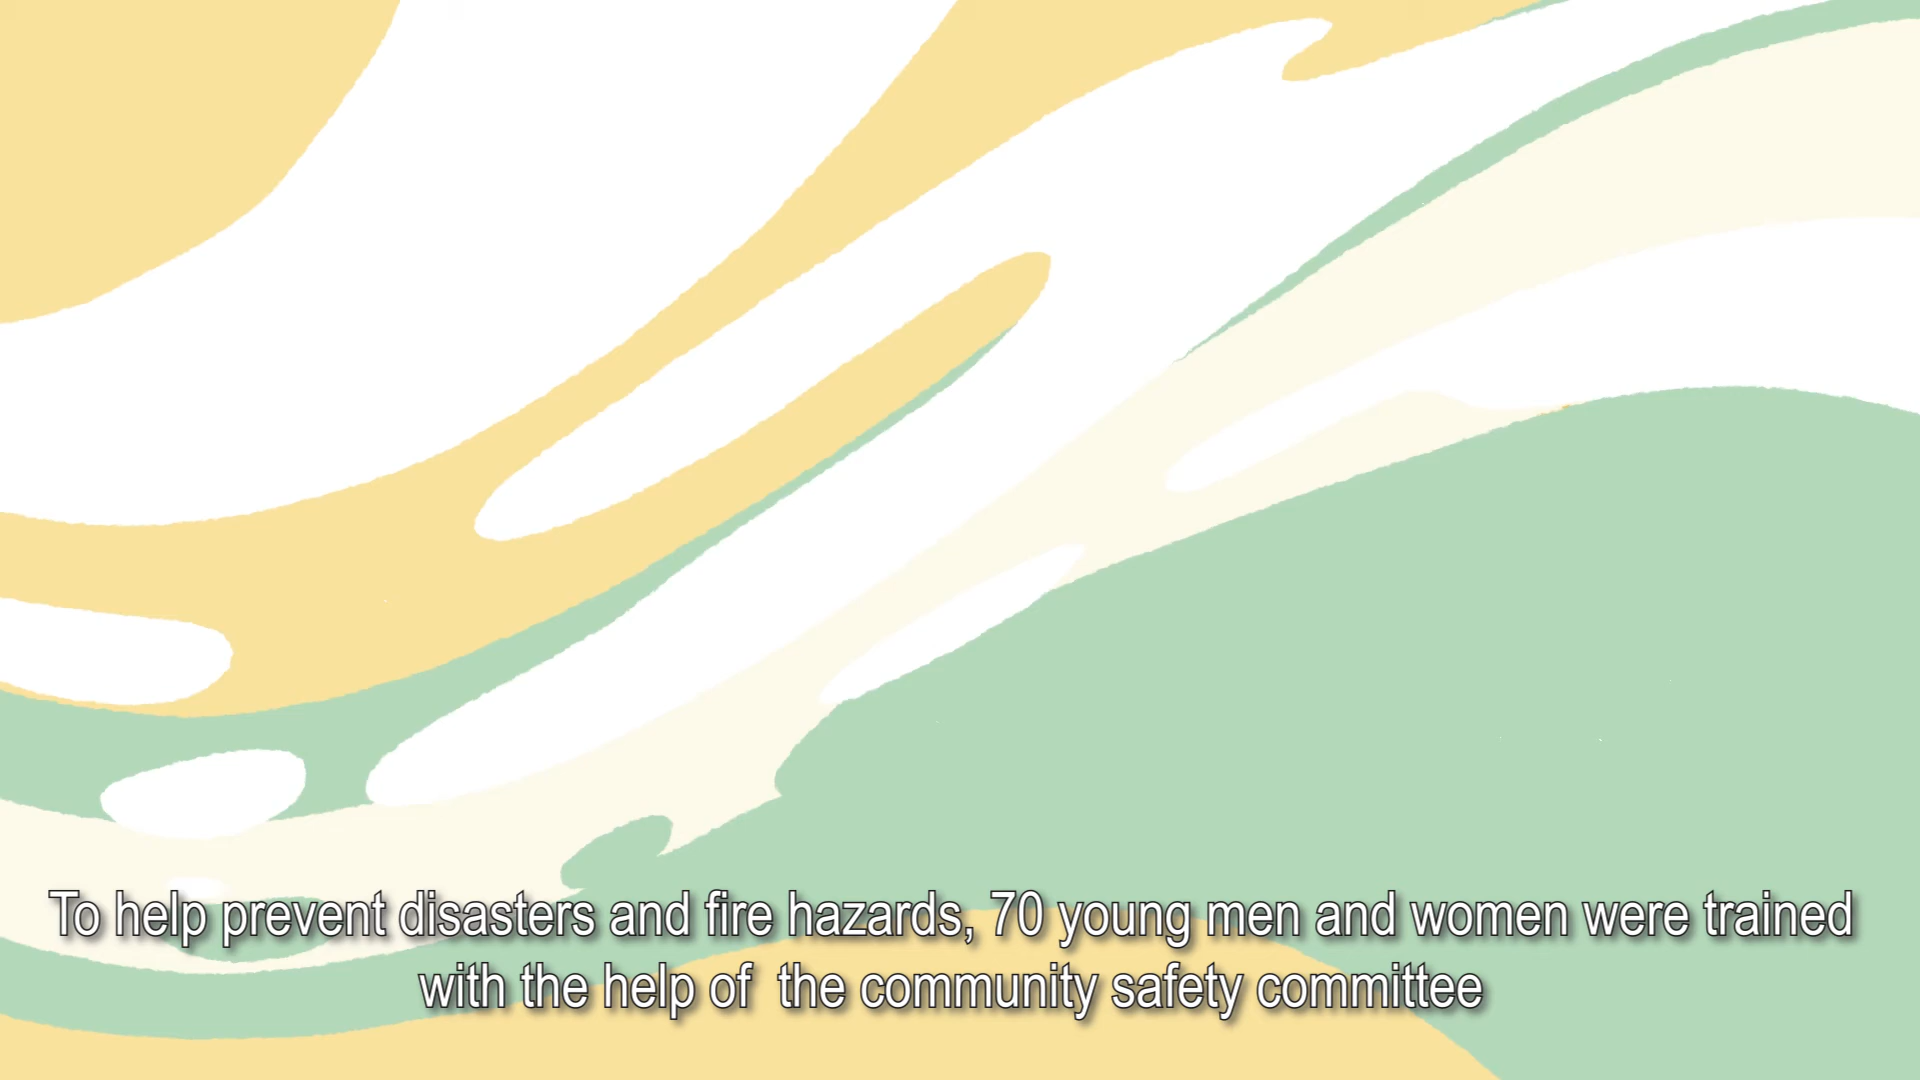 To help prevent disasters and fire hazards, 70 young men and women were trained
with the help of  the community safety committee